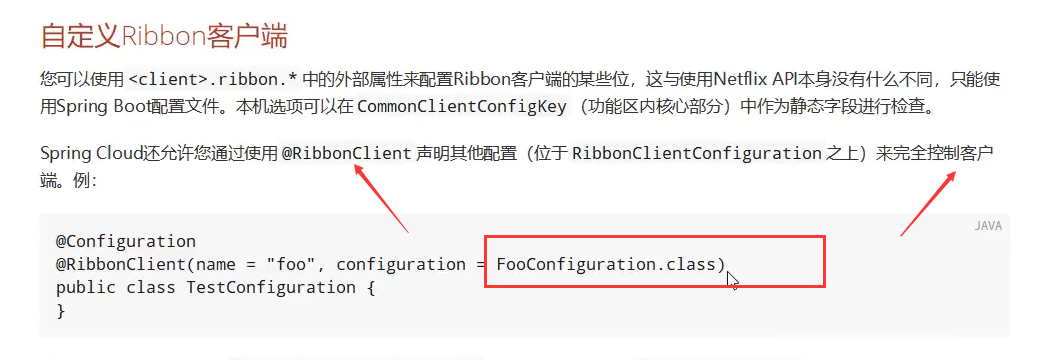 自定义Ribbon客户端
您可以使用 <client>.ribbon.* 中的外部属性来配置Ribbon客户端的某些位，这与使用Netflix API本身没有什么不同，只能使
用Spring Boot配置文件。本机选项可以在 CommonClientConfigKey （功能区内核心部分）中作为静态字段进行检查。
Spring Cloud还允许您通过使用 @RibbonClient 声明其他配置（位于 RibbonClientConfiguration 之上）来完全控制客户
端。例：
JAVA
@Configuration
@RibbonClient(name = "foo", configuration = FooConfiguration.class)
public class TestConfiguration {
}